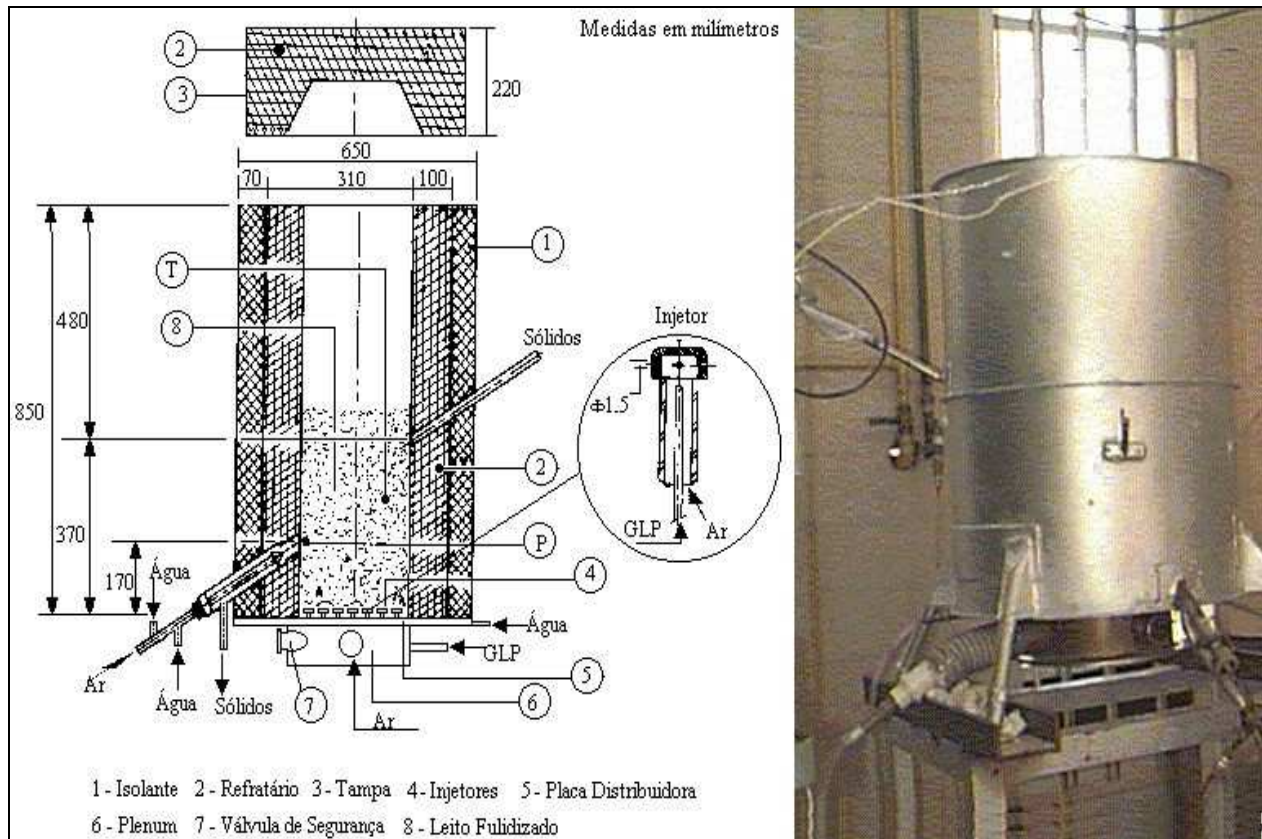 Medidas em milímetros
2
3
220
650
70 310 100
1
T
8
480
Injetor
Sólidos
850
Φ1.5
2
370
GLP Ar
P
170
Água
4
Água
GLP
Ar
Água Sólidos
7
Ar
6
5
1 - Isolante 2 - Refratário 3 - Tampa 4 - Injetores 5 - Placa Distribuidora
6 - Plenum 7 - Válvula de Segurança 8 - Leito Fulidizado